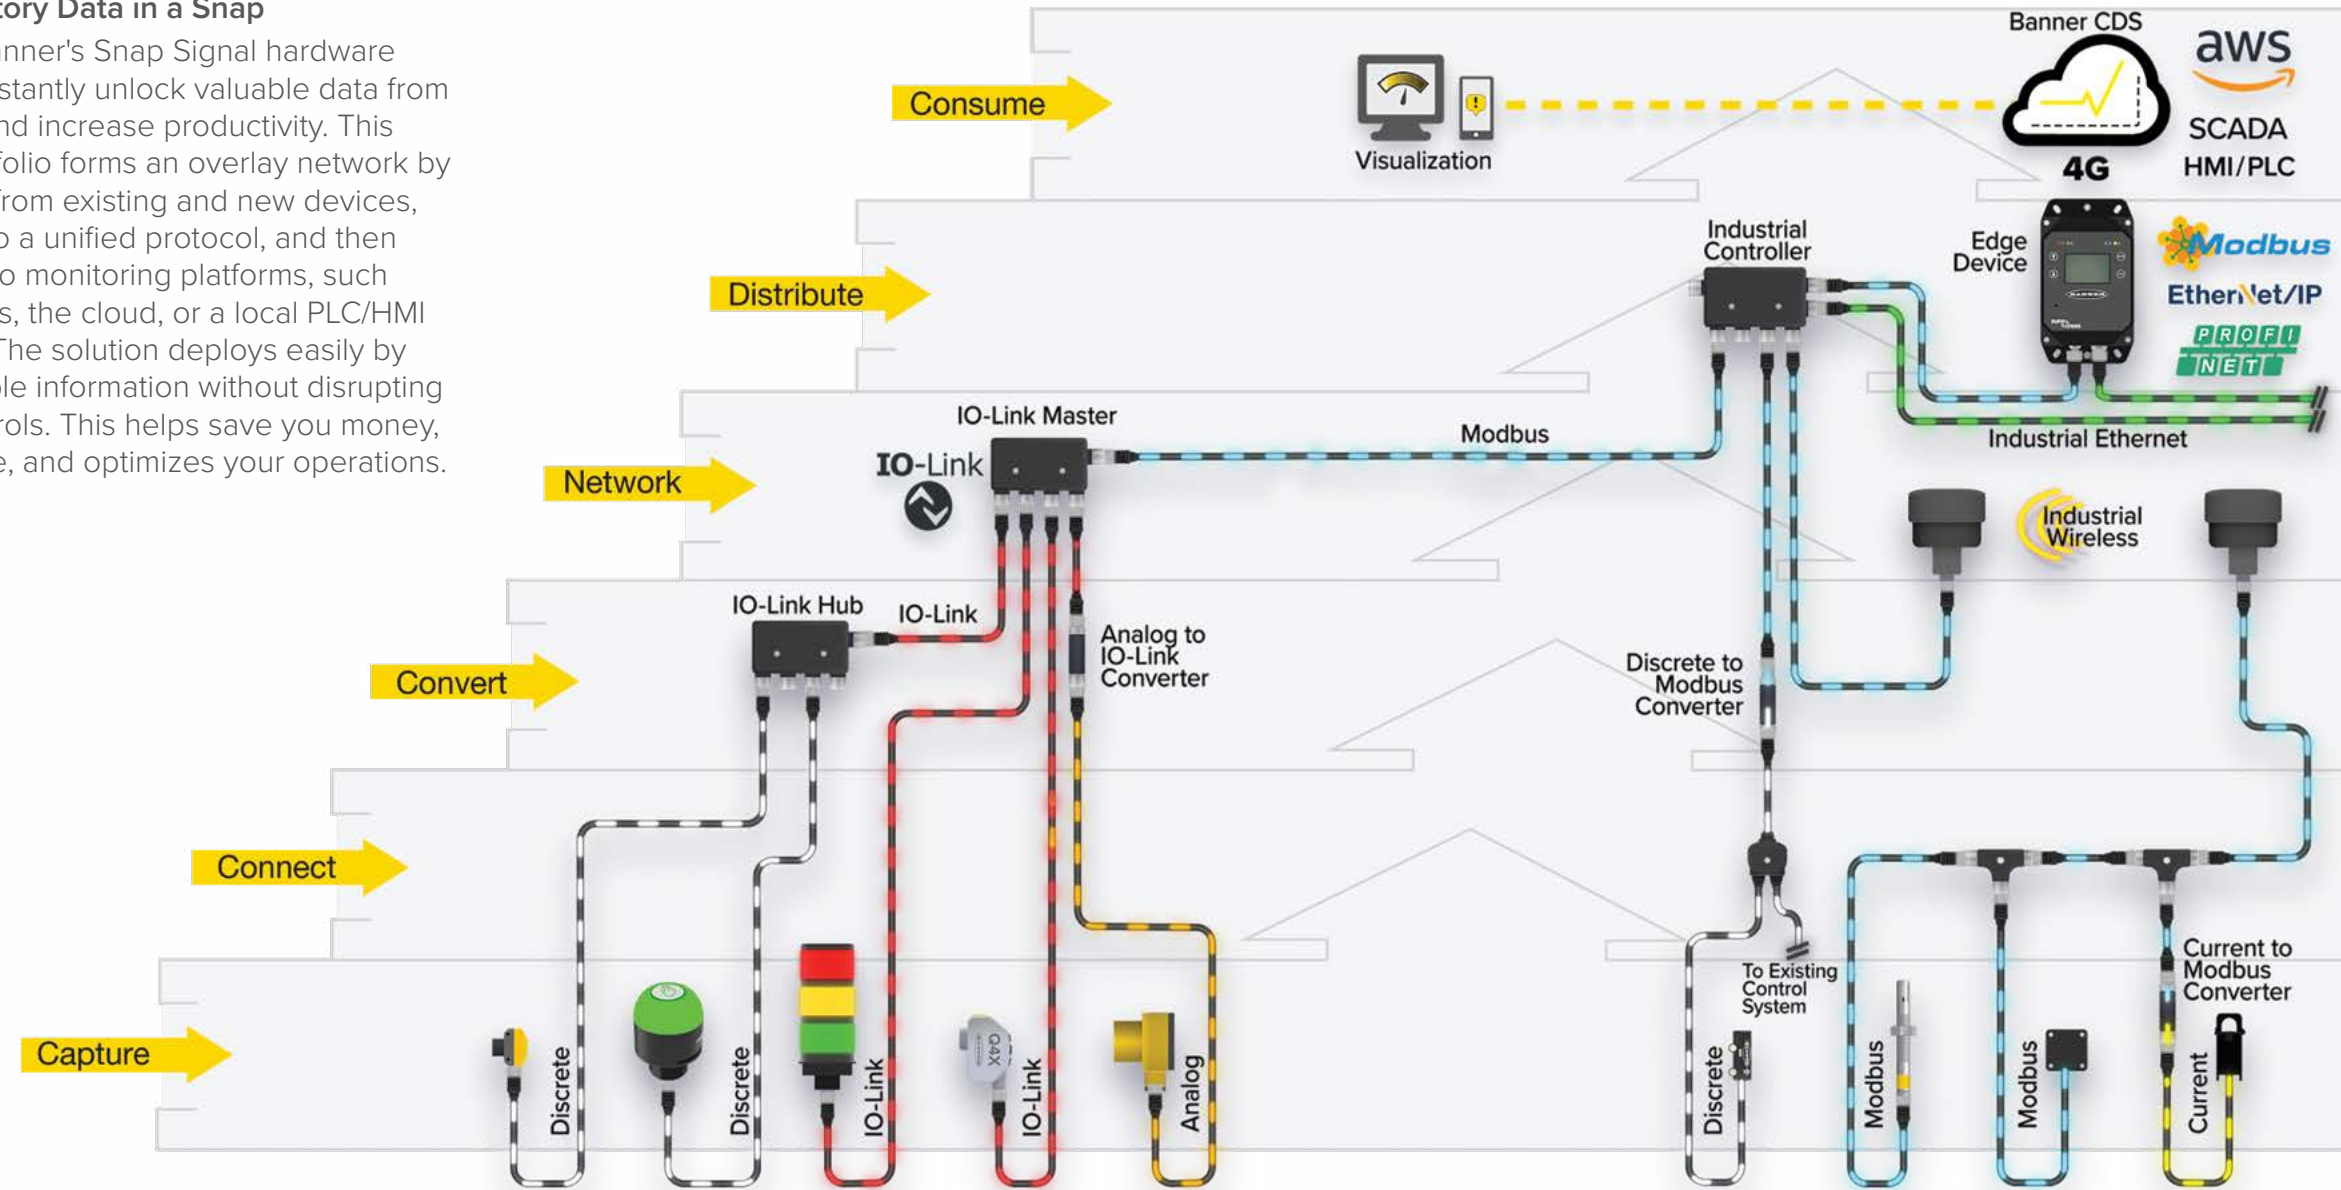 tory Data in a Snap
anner's Snap Signal hardware
stantly unlock valuable data from
nd increase productivity. This
folio forms an overlay network by
from existing and new devices,
o a unified protocol, and then
o monitoring platforms, such
s, the cloud, or a local PLC/HMI
The solution deploys easily by
ble information without disrupting
rols. This helps save you money,
e, and optimizes your operations.
Consume
Visualization
Banner CDS
aws
SCADA
HMI/PLC
4G
Distribute
Industrial
Controller
Edge
Device
BANNER
Modbus
EtherNet/IP
PROFI
NET
Industrial Ethernet
Network
IO-Link Master
IO-Link
Modbus
Industrial
Wireless
Convert
IO-Link Hub
IO-Link
Analog to
IO-Link
Converter
Discrete to
Modbus
Converter
Connect
To Existing
Control
System
Current to
Modbus
Converter
Capture
Discrete
Discrete
IO-Link
Q4X
IO-Link
Analog
Discrete
Modbus
Modbus
Current